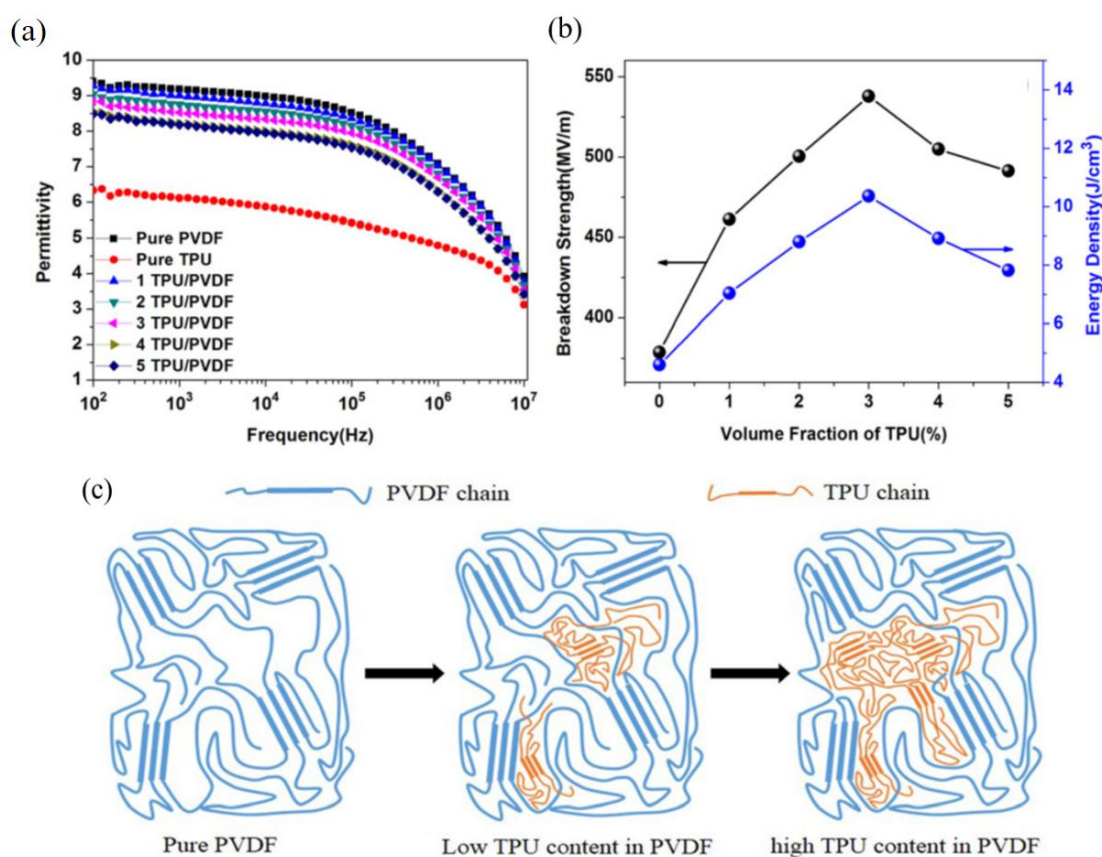 (a)
10
9
8
7
6
5
4
3
2
1
Permittivity
Pure PVDF
Pure TPU
1 TPU/PVDF
2 TPU/PVDF
3 TPU/PVDF
4 TPU/PVDF
5 TPU/PVDF
10² 10³ 10⁴ 10⁵ 10⁶ 10⁷
Frequency(Hz)
(b)
550
500
450
400
Breakdown Strength(MV/m)
14
12
10
8
6
4
Energy Density(J/cm³)
0 1 2 3 4 5
Volume Fraction of TPU(%)
(c)
PVDF chain TPU chain
Pure PVDF Low TPU content in PVDF high TPU content in PVDF